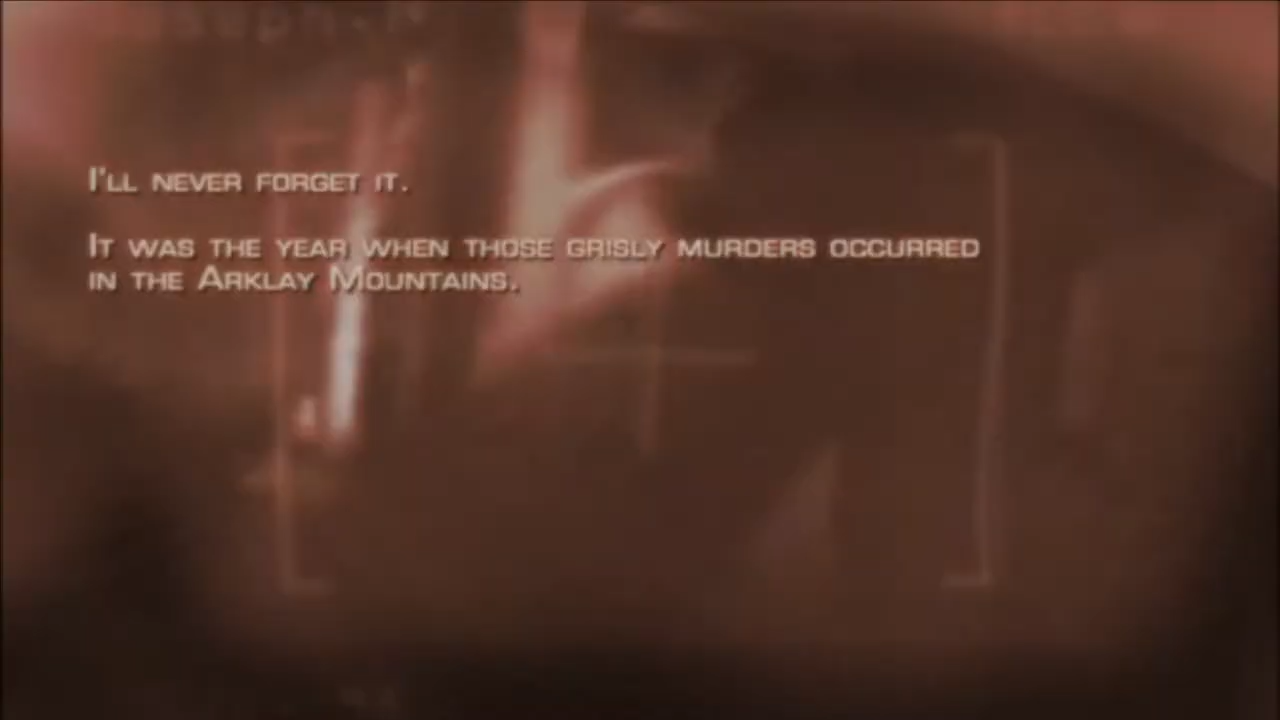 I'll never forget it.
It was the year when those grisly murders occurred
in the Arklay Mountains.